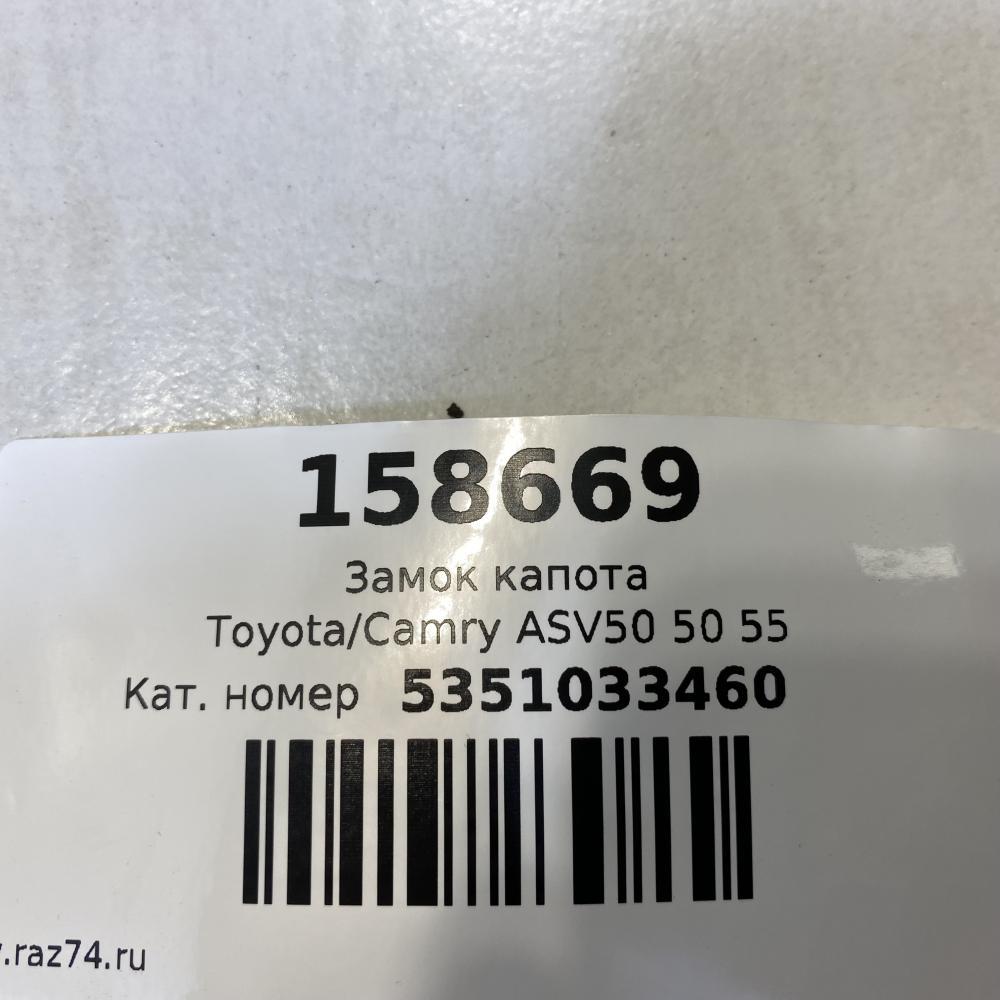 158669
Замок капота
Toyota/Camry ASV50 50 55
Кат. номер 5351033460
.raz74.ru